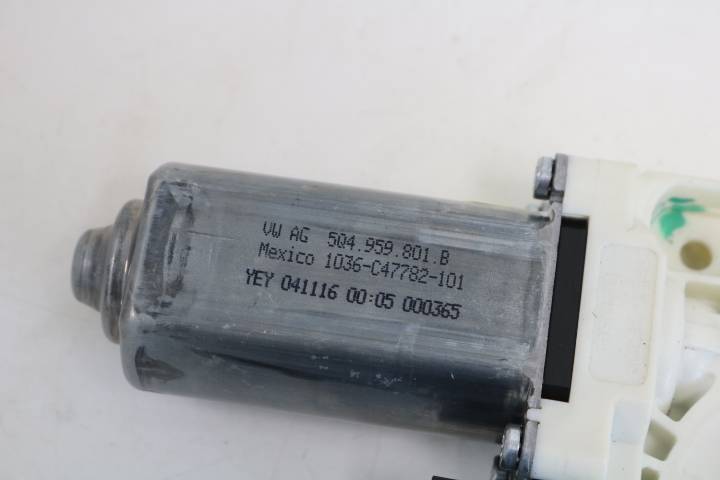 VW AG 5Q4.959.801.B
Mexico 1036-C47782-101
YEY 041116 00:05 000365